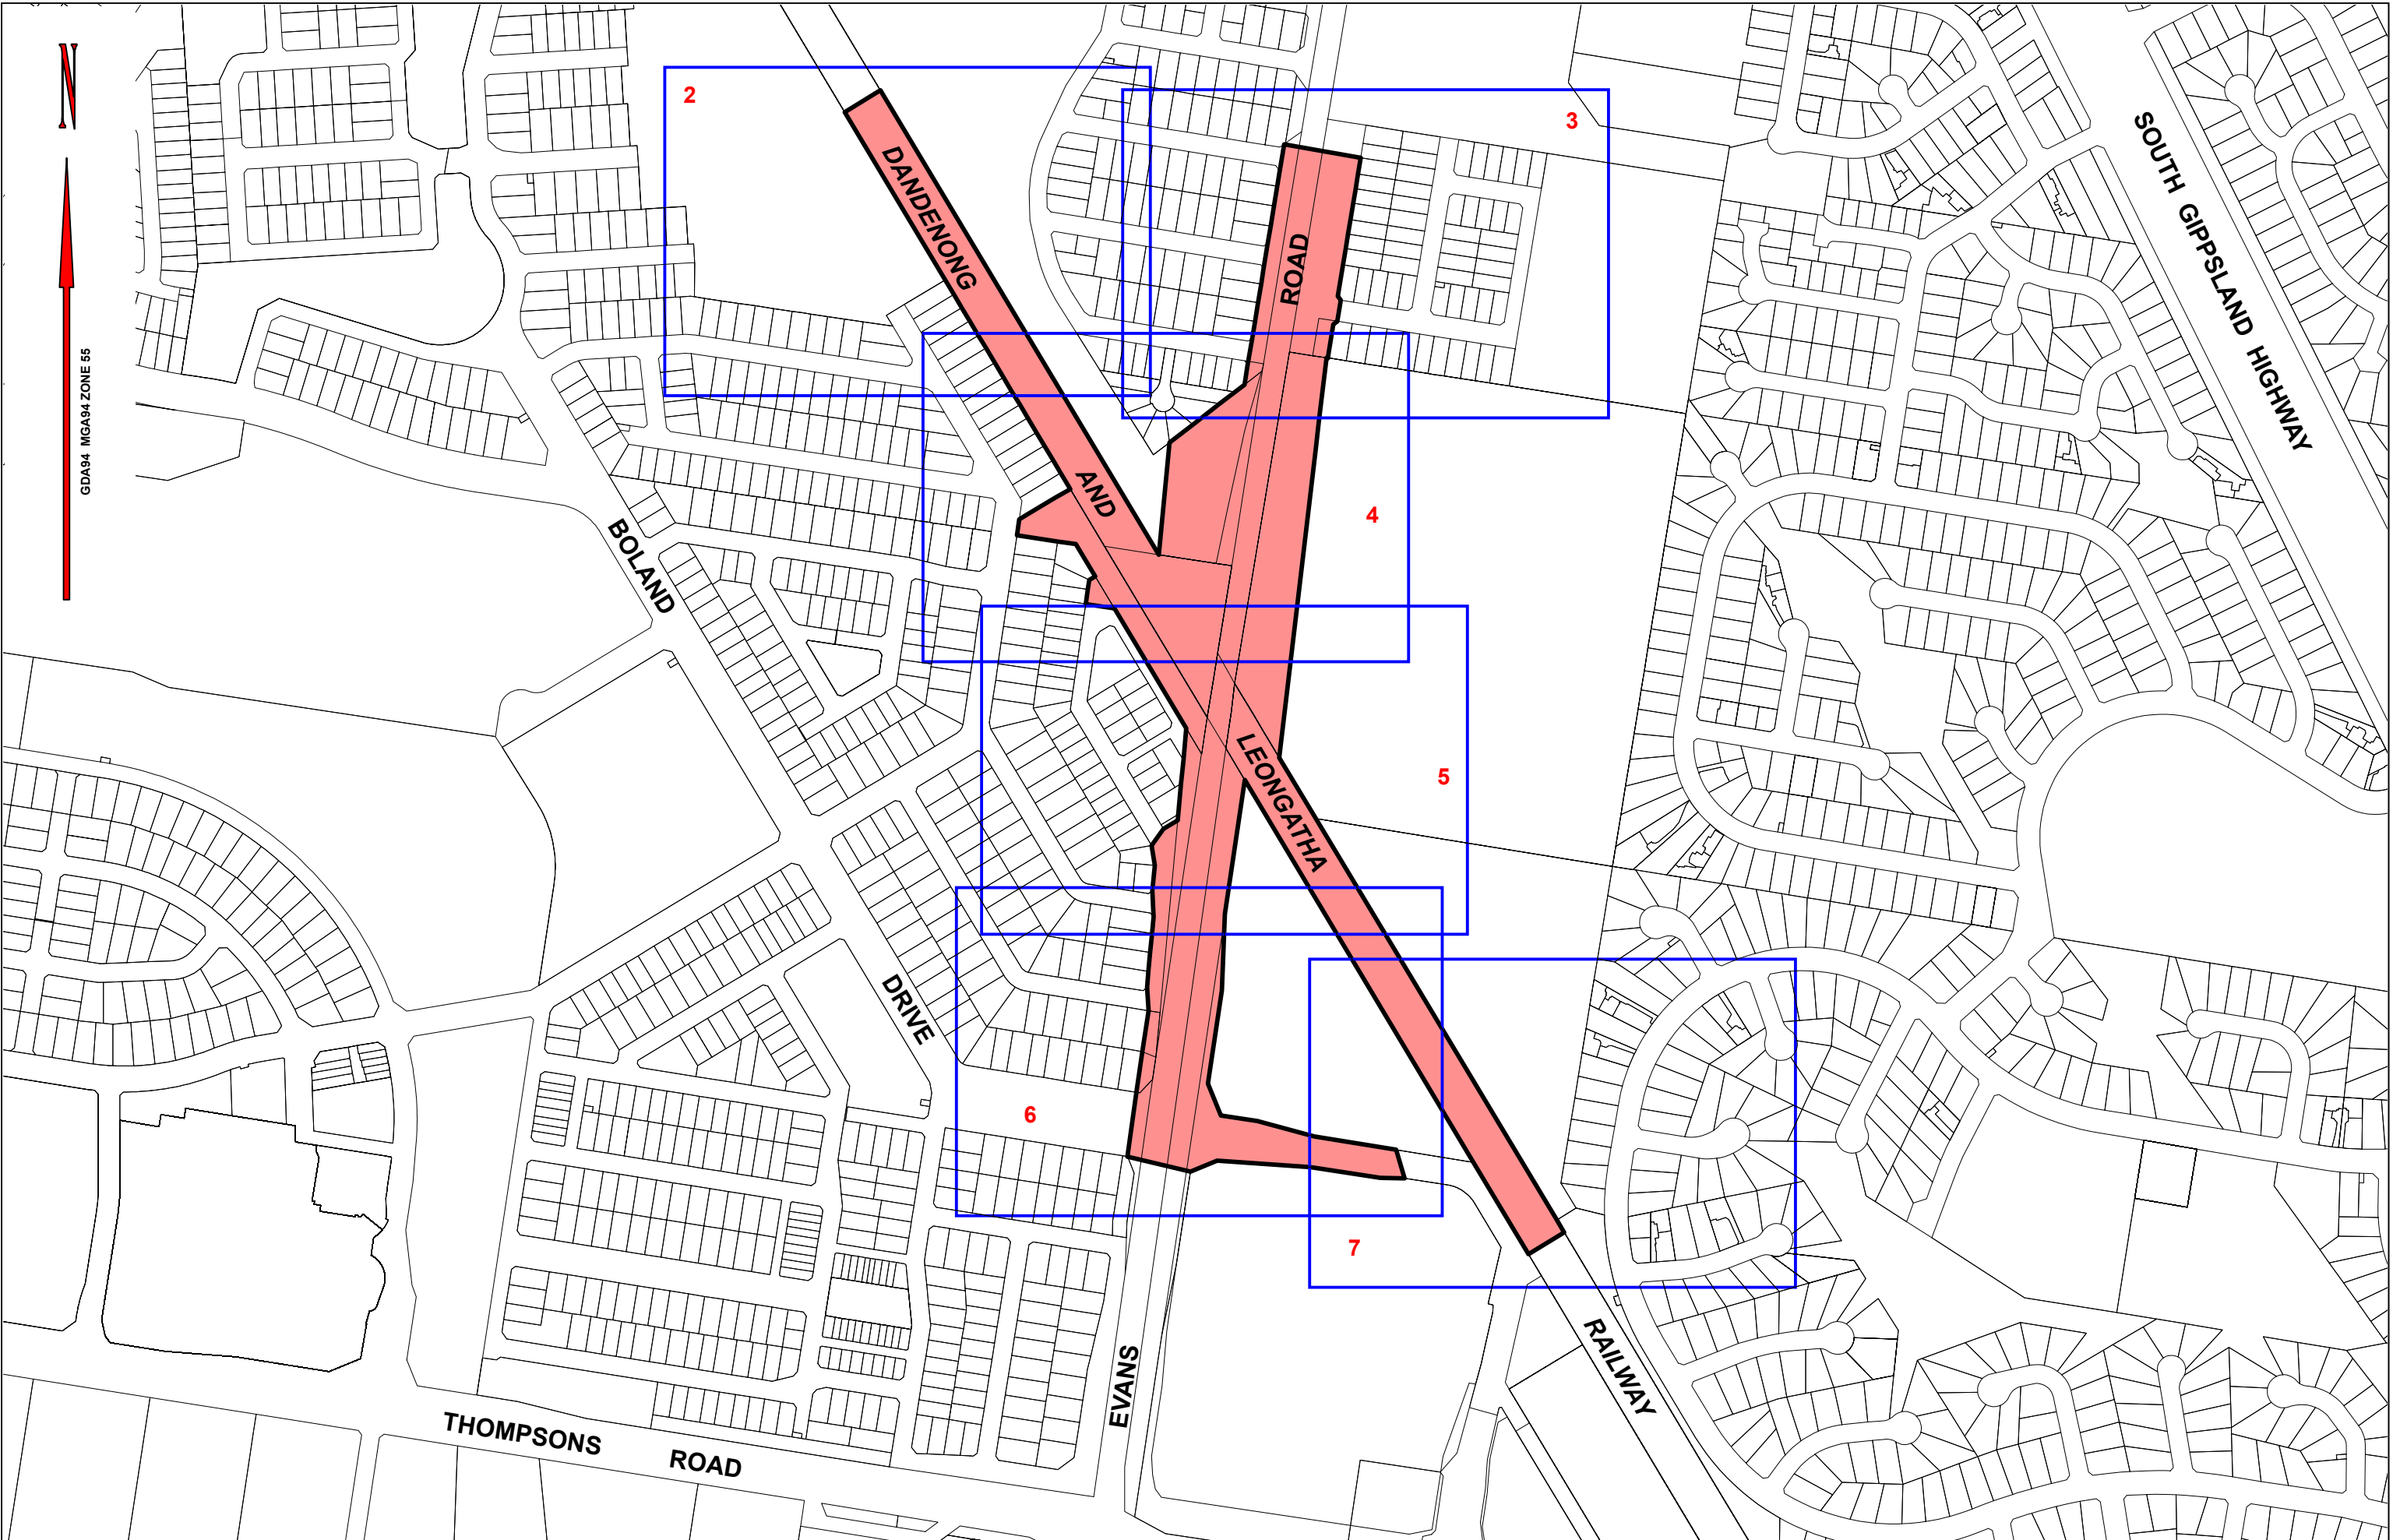 N
GDA94 MGA94 ZONE 55
2
3
SOUTH GIPPSLAND HIGHWAY
DANDENONG
ROAD
AND
4
BOLAND
LEONGATHA
5
DRIVE
6
7
EVANS
RAILWAY
THOMPSONS ROAD